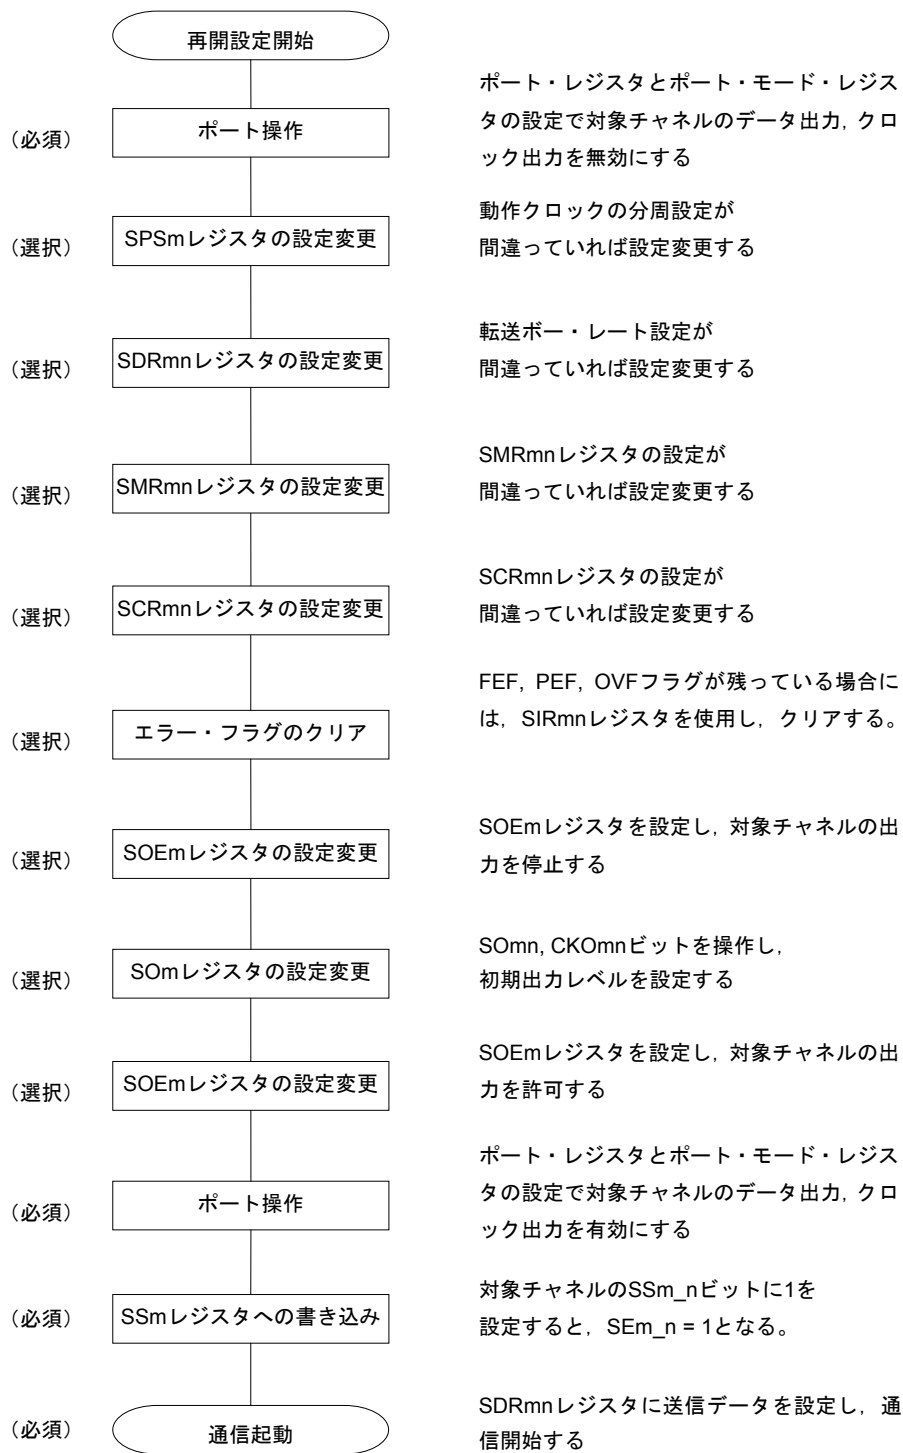 再開設定開始
(必須)
ポート操作
ポート・レジスタとポート・モード・レジス
タの設定で対象チャネルのデータ出力, クロ
ック出力を無効にする
(選択)
SPSmレジスタの設定変更
動作クロックの分周設定が
間違っていれば設定変更する
(選択)
SDRmnレジスタの設定変更
転送ボー・レート設定が
間違っていれば設定変更する
(選択)
SMRmnレジスタの設定変更
SMRmnレジスタの設定が
間違っていれば設定変更する
(選択)
SCRmnレジスタの設定変更
SCRmnレジスタの設定が
間違っていれば設定変更する
(選択)
エラー・フラグのクリア
FEF, PEF, OVFフラグが残っている場合に
は, SIRmnレジスタを使用し, クリアする。
(選択)
SOEmレジスタの設定変更
SOEmレジスタを設定し, 対象チャネルの出
力を停止する
(選択)
SOmレジスタの設定変更
SOmn, CKOmnビットを操作し,
初期出力レベルを設定する
(選択)
SOEmレジスタの設定変更
SOEmレジスタを設定し, 対象チャネルの出
力を許可する
(必須)
ポート操作
ポート・レジスタとポート・モード・レジス
タの設定で対象チャネルのデータ出力, クロ
ック出力を有効にする
(必須)
SSmレジスタへの書き込み
対象チャネルのSSm_nビットに1を
設定すると, SEm_n = 1となる。
(必須)
通信起動
SDRmnレジスタに送信データを設定し, 通
信開始する